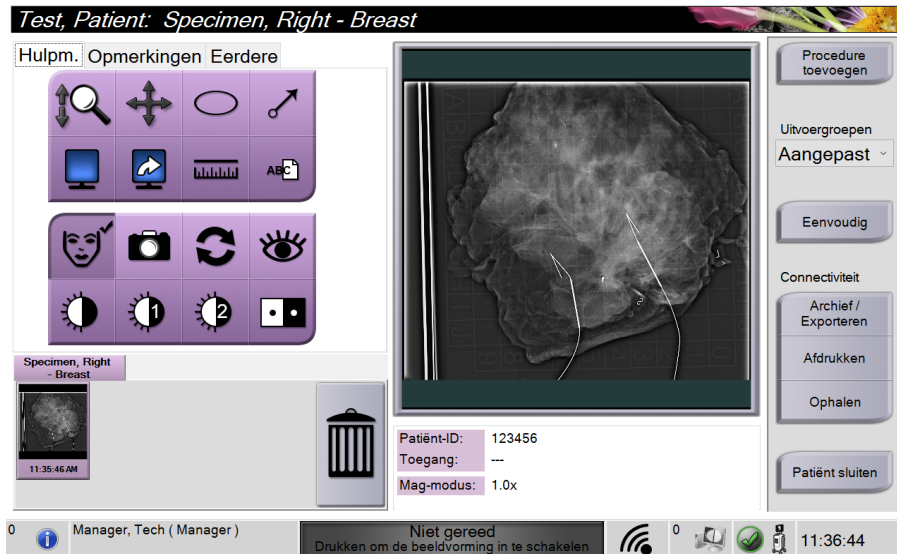 Test, Patient: Specimen, Right - Breast
Hulpm. Opmerkingen Eerdere
ABC
1
2
Specimen, Right
- Breast
11:35:46 AM
Patiënt-ID: 123456
Toegang: ---
Mag-modus: 1.0x
Procedure
toevoegen
Uitvoergroepen
Aangepast
Eenvoudig
Connectiviteit
Archief /
Exporteren
Afdrukken
Ophalen
Patiënt sluiten
0
Manager, Tech ( Manager )
Niet gereed
Drukken om de beeldvorming in te schakelen
0
11:36:44